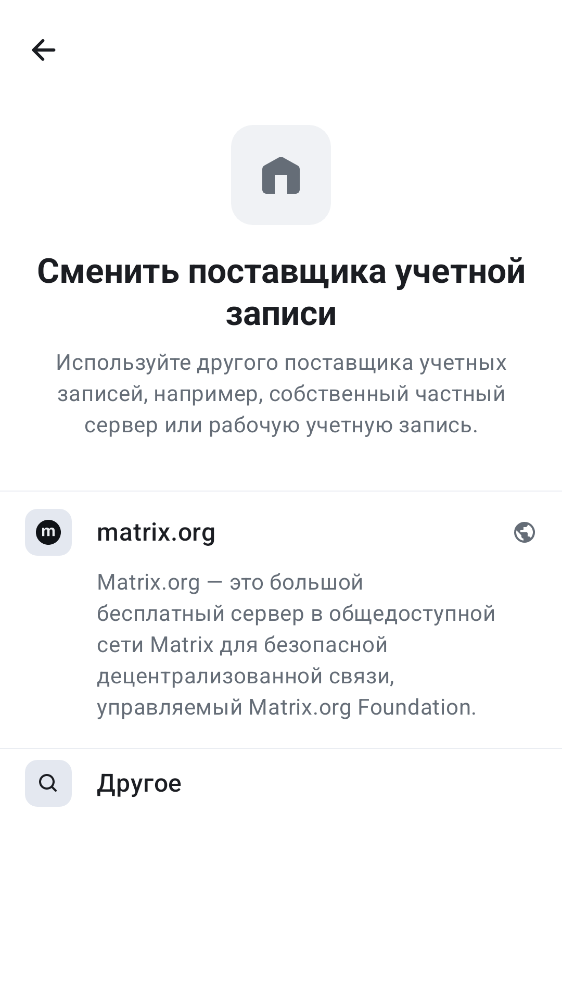 Сменить поставщика учетной
записи
Используйте другого поставщика учетных
записей, например, собственный частный
сервер или рабочую учетную запись.
m
matrix.org
Matrix.org — это большой
бесплатный сервер в общедоступной
сети Matrix для безопасной
децентрализованной связи,
управляемый Matrix.org Foundation.
Другое